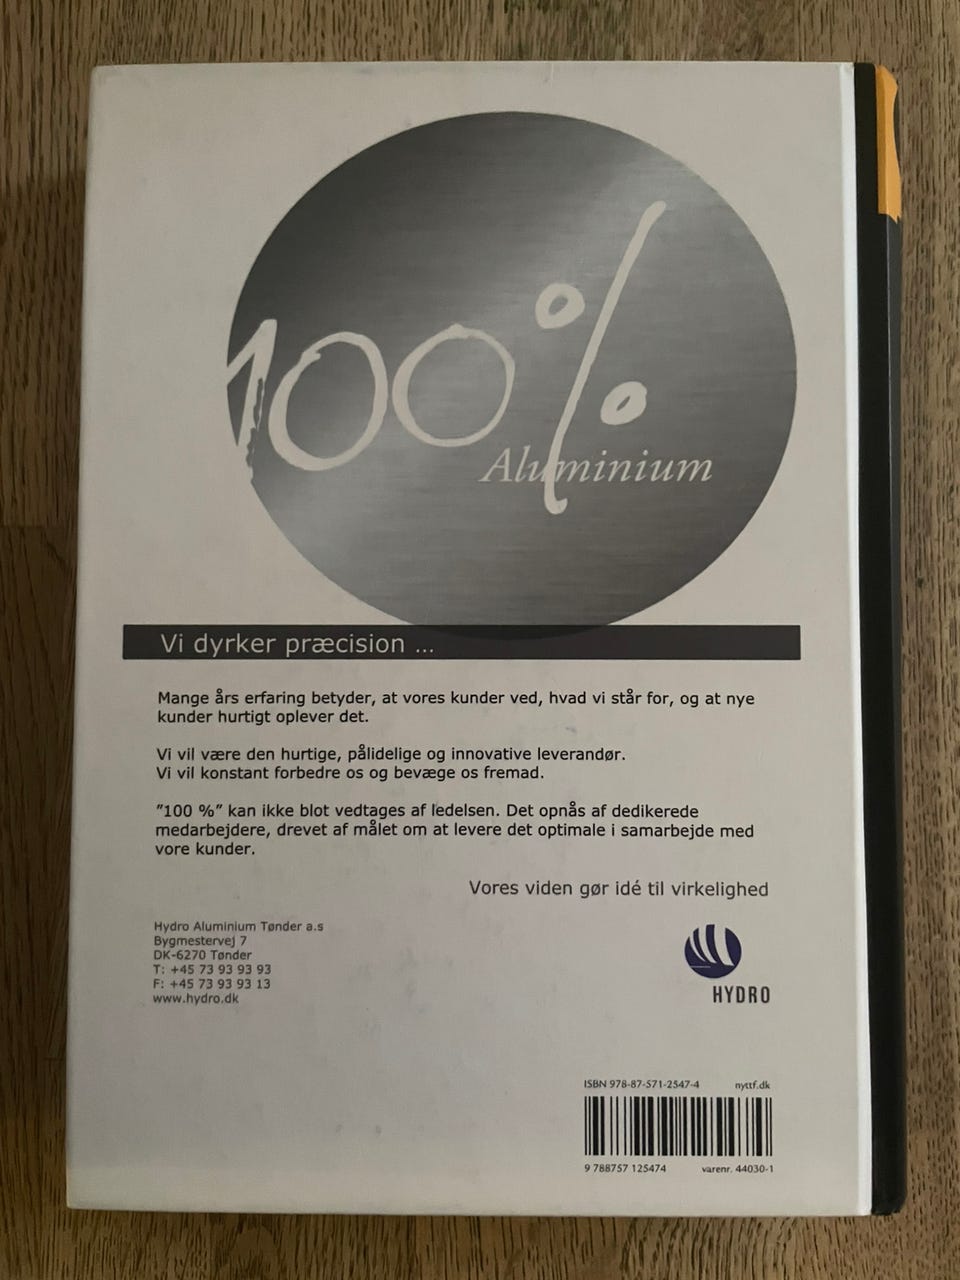 100%
Aluminium
Vi dyrker præcision ...
Mange års erfaring betyder, at vores kunder ved, hvad vi står for, og at nye
kunder hurtigt oplever det.
Vi vil være den hurtige, pålidelige og innovative leverandør.
Vi vil konstant forbedre os og bevæge os fremad.
”100 %” kan ikke blot vedtages af ledelsen. Det opnås af dedikerede
medarbejdere, drevet af målet om at levere det optimale i samarbejde med
vore kunder.
Vores viden gør idé til virkelighed
Hydro Aluminium Tønder a.s
Bygmestervej 7
DK-6270 Tønder
T: +45 73 93 93 93
F: +45 73 93 93 13
www.hydro.dk
HYDRO
ISBN 978-87-571-2547-4 nyttf.dk
9 788757 125474 varenr. 44030-1